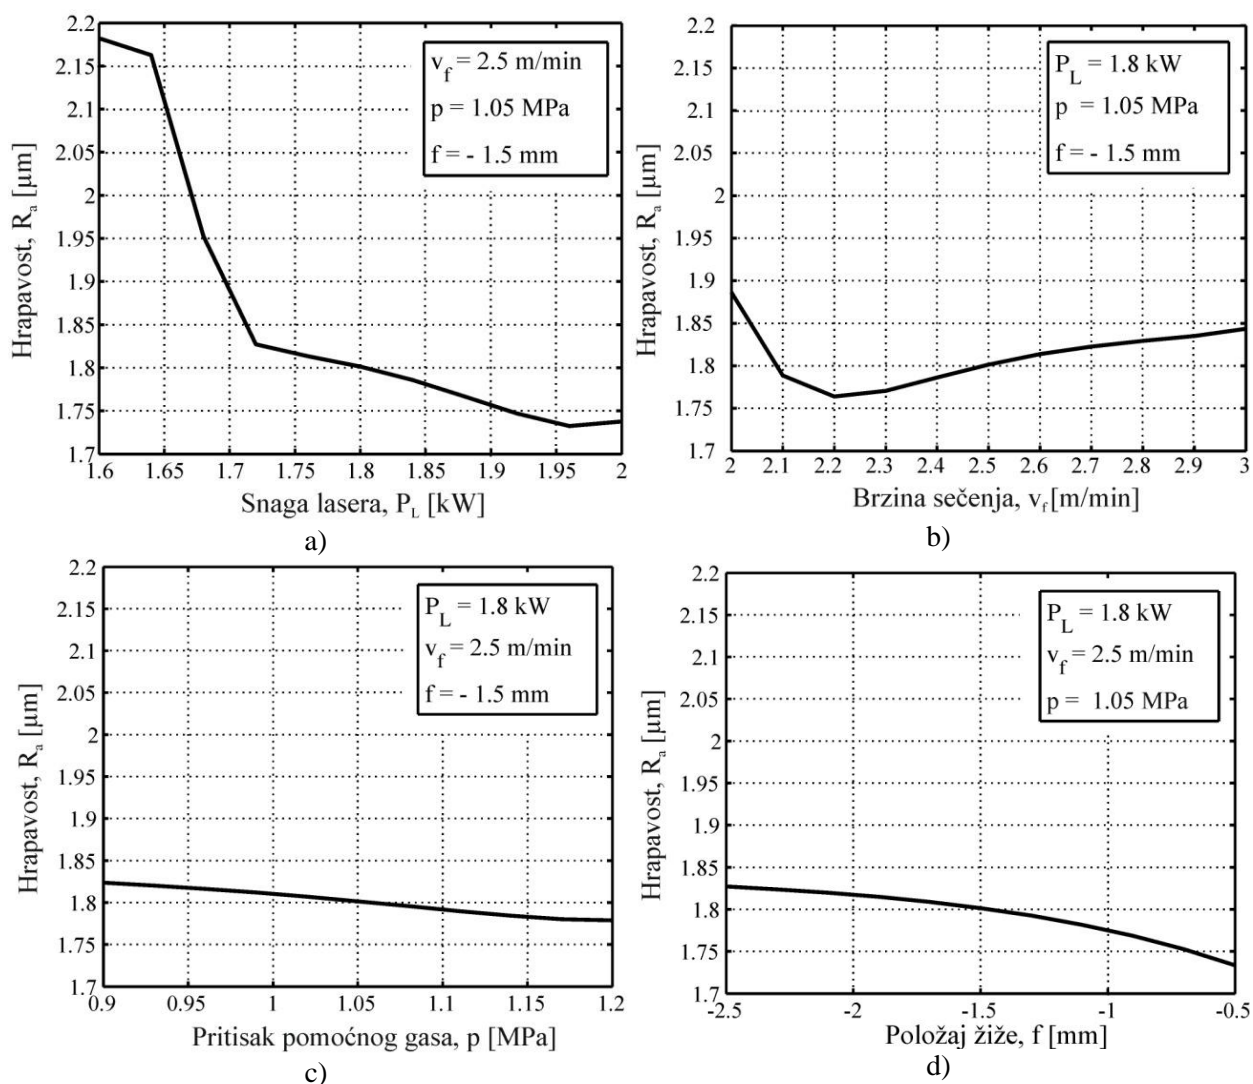 2.2
2.15
2.1
2.05
2
1.95
1.9
1.85
1.8
1.75
1.7
Hrapavost, Ra [µm]
vf = 2.5 m/min
p = 1.05 MPa
f = - 1.5 mm
1.6 1.65 1.7 1.75 1.8 1.85 1.9 1.95 2
Snaga lasera, PL [kW]
a)
2.2
2.15
2.1
2.05
2
1.95
1.9
1.85
1.8
1.75
1.7
Hrapavost, Ra [µm]
PL = 1.8 kW
p = 1.05 MPa
f = - 1.5 mm
2 2.1 2.2 2.3 2.4 2.5 2.6 2.7 2.8 2.9 3
Brzina sečenja, vf [m/min]
b)
2.2
2.15
2.1
2.05
2
1.95
1.9
1.85
1.8
1.75
1.7
Hrapavost, Ra [µm]
PL = 1.8 kW
vf = 2.5 m/min
f = - 1.5 mm
0.9 0.95 1 1.05 1.1 1.15 1.2
Pritisak pomoćnog gasa, p [MPa]
c)
2.2
2.15
2.1
2.05
2
1.95
1.9
1.85
1.8
1.75
1.7
Hrapavost, Ra [µm]
PL = 1.8 kW
vf = 2.5 m/min
p = 1.05 MPa
-2.5 -2 -1.5 -1 -0.5
Položaj žiže, f [mm]
d)